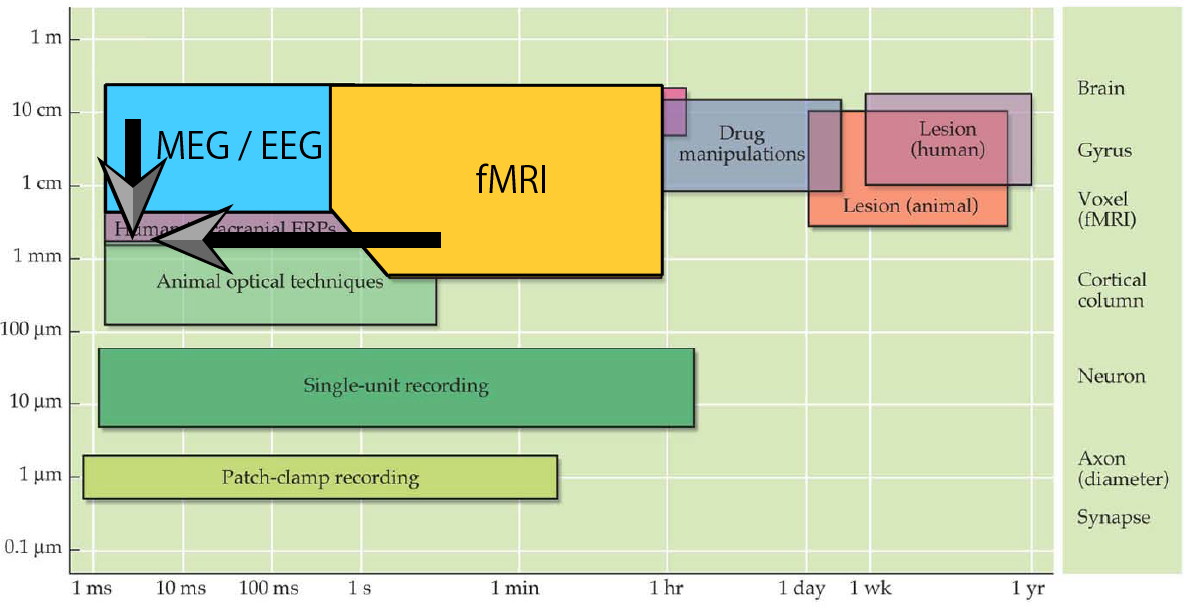 1 m
10 cm
1 cm
1 mm
100 µm
10 µm
1 µm
0.1 µm
MEG / EEG
fMRI
Drug
manipulations
Lesion
(human)
Lesion (animal)
Animal optical techniques
Single-unit recording
Patch-clamp recording
1 ms
10 ms
100 ms
1 s
1 min
1 hr
1 day
1 wk
1 yr
Brain
Gyrus
Voxel
(fMRI)
Cortical
column
Neuron
Axon
(diameter)
Synapse